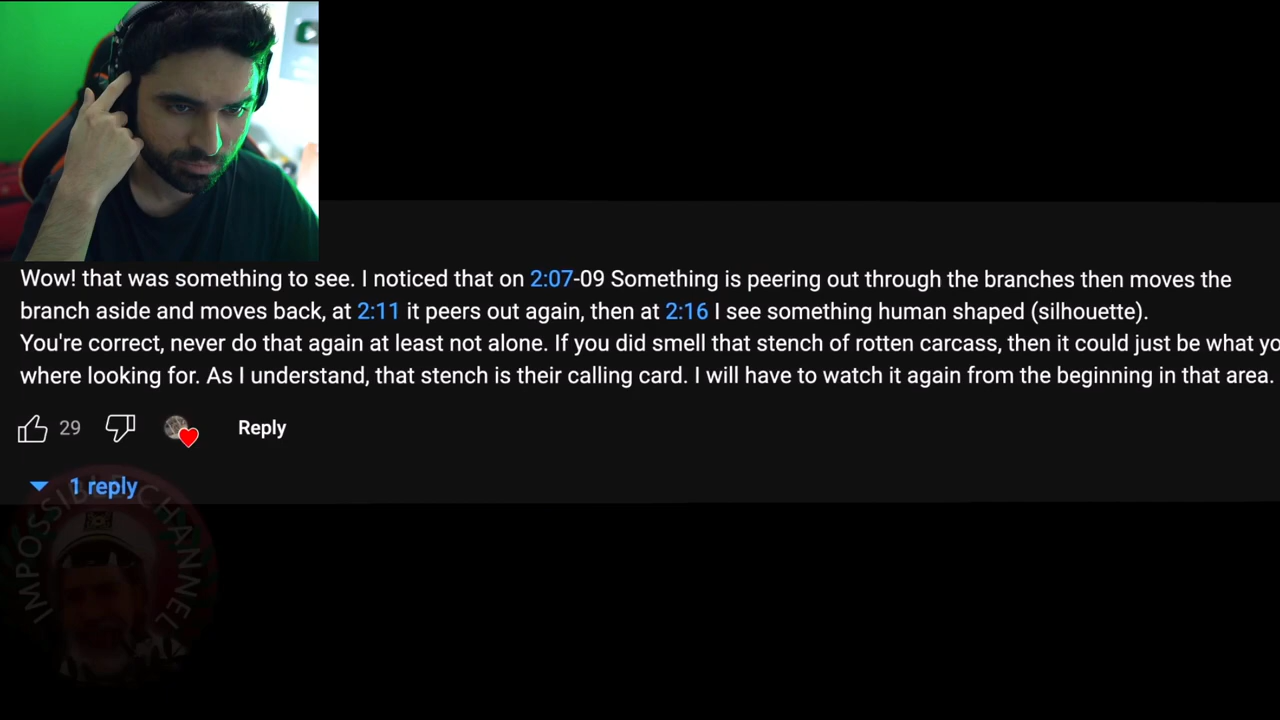 Wow! that was something to see. I noticed that on 2:07-09 Something is peering out through the branches then moves the
branch aside and moves back, at 2:11 it peers out again, then at 2:16 I see something human shaped (silhouette).
You're correct, never do that again at least not alone. If you did smell that stench of rotten carcass, then it could just be what yo
where looking for. As I understand, that stench is their calling card. I will have to watch it again from the beginning in that area.
29 Reply
1 reply
IMPOSSIBLE CHANNEL